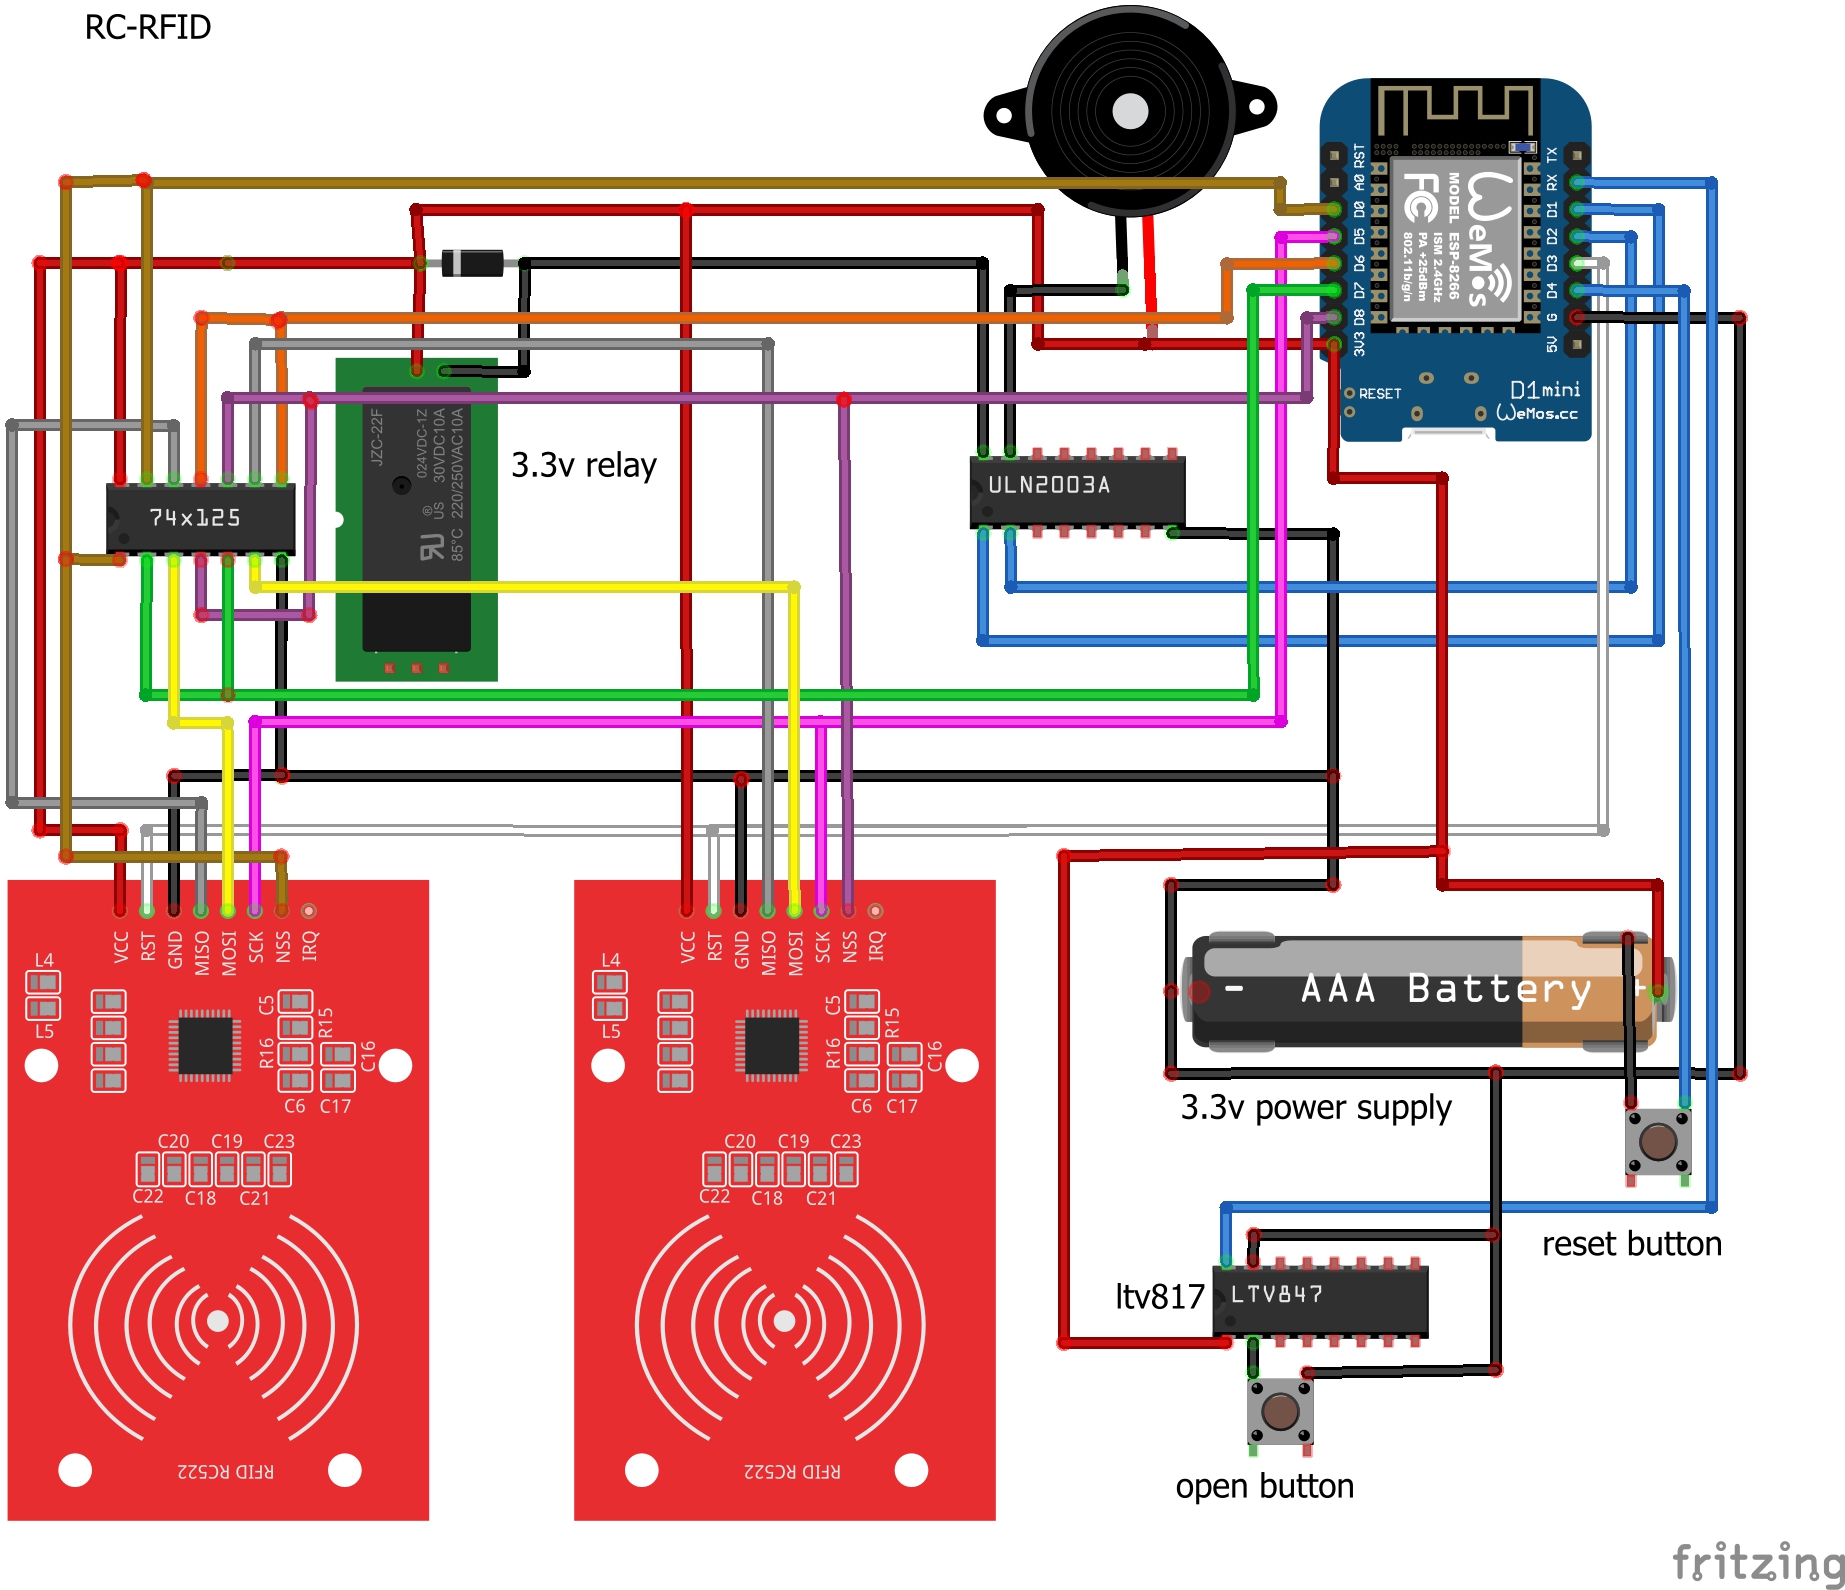 RC-RFID
RST
A0
D0
D5
D6
D7
D8
3V3
TX
RX
D1
D2
D3
D4
G
5V
WeMos
MODEL ESP-8266
ISM 2.4GHz
PA +25dBm
802.11b/g/n
FC
RESET
D1mini
WeMos.cc
JZC-22F
024VDC-1Z
30VDC10A
220/250VAC10A
® US
85°C
3.3v relay
74x125
ULN2003A
VCC
RST
GND
MISO
MOSI
SCK
NSS
IRQ
L4
L5
C5
R15
R16
C16
C6
C17
C20
C19
C23
C22
C18
C21
RFID RC522
VCC
RST
GND
MISO
MOSI
SCK
NSS
IRQ
L4
L5
C5
R15
R16
C16
C6
C17
C20
C19
C23
C22
C18
C21
RFID RC522
- AAA Battery +
3.3v power supply
reset button
ltv817
LTV847
open button
fritzing